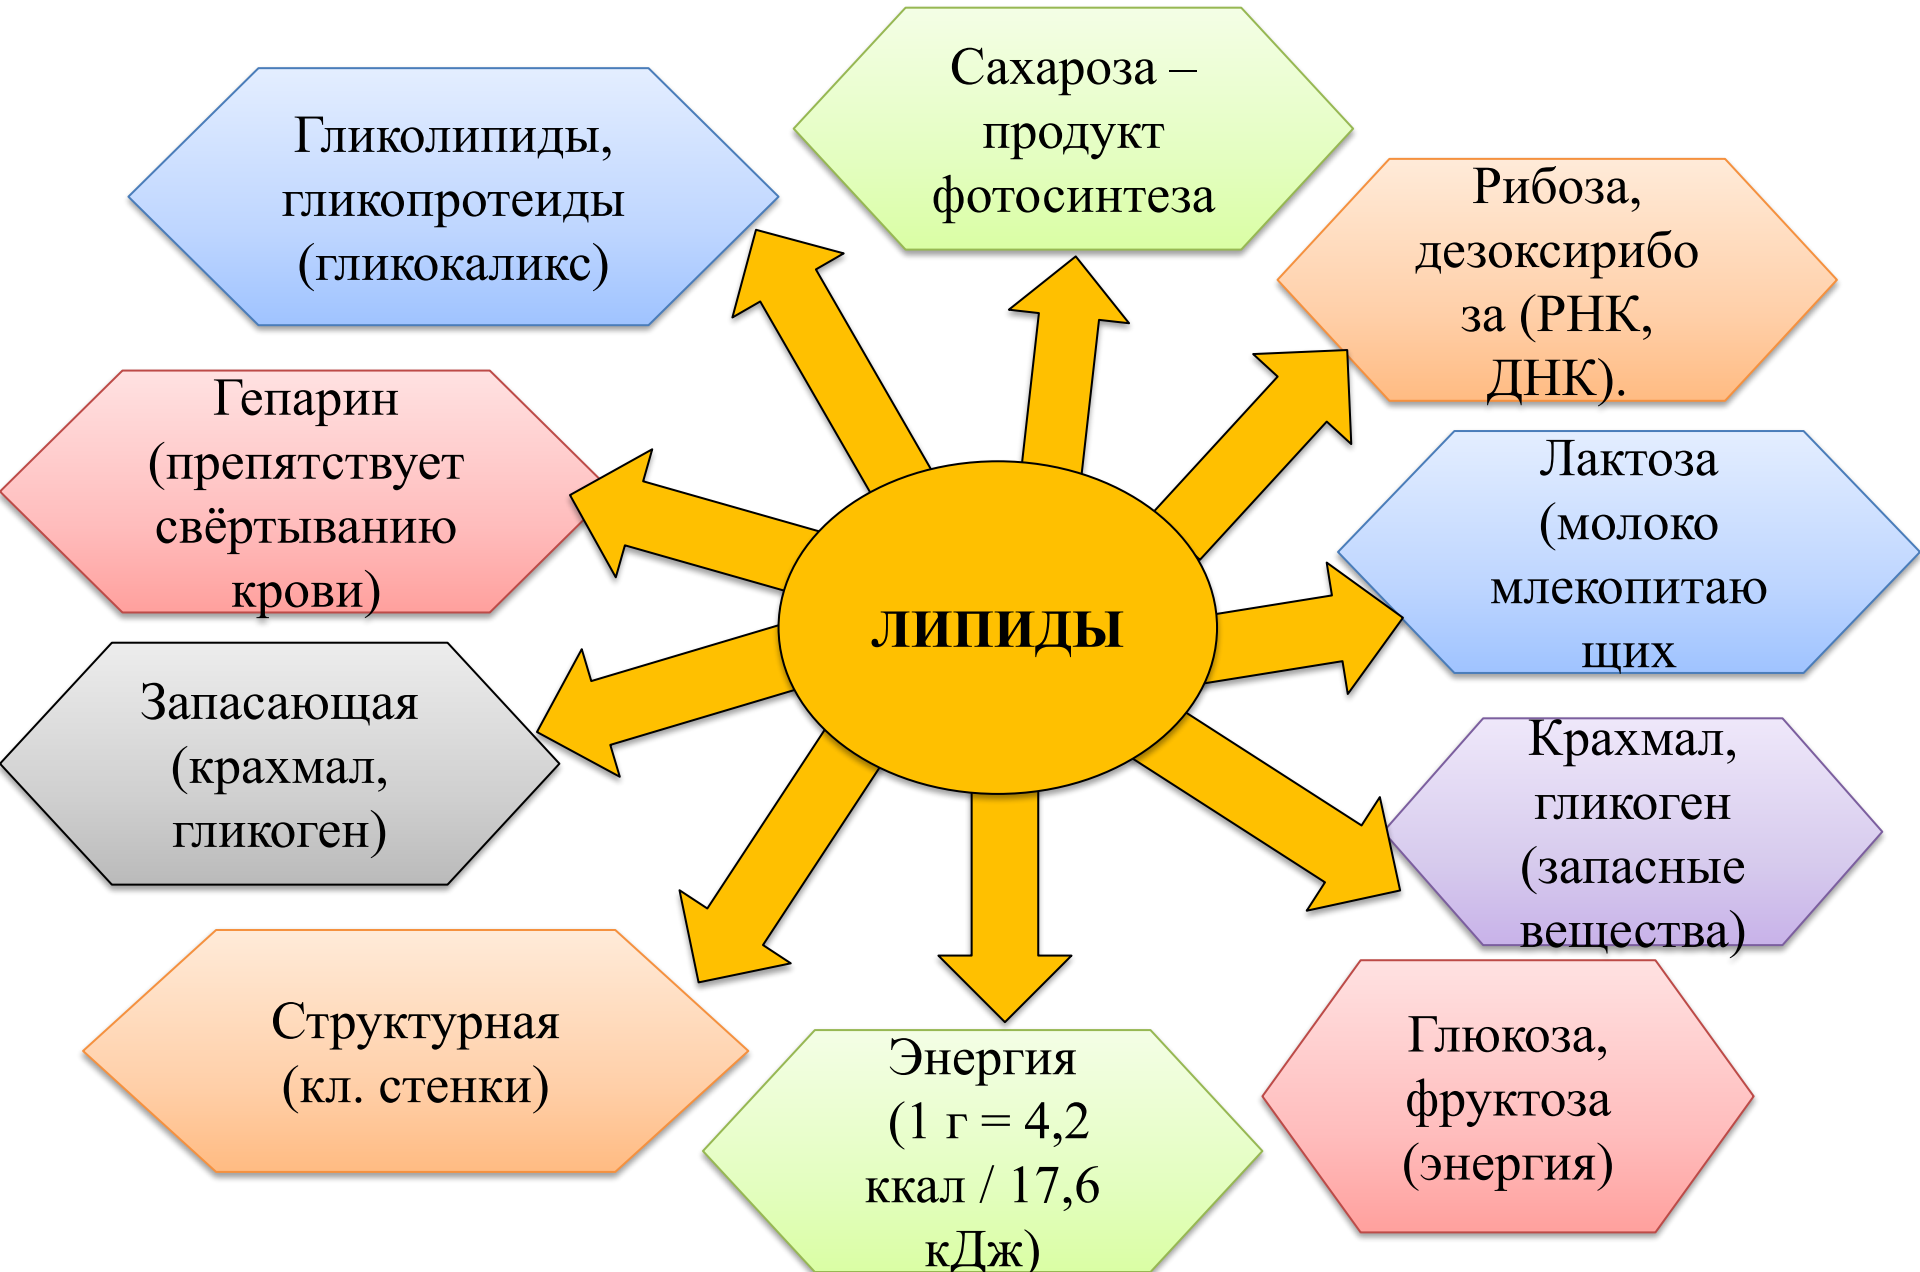 Сахароза –
продукт
фотосинтеза
Гликолипиды,
гликопротеиды
(гликокаликс)
Рибоза,
дезоксирибо
за (РНК,
ДНК).
Гепарин
(препятствует
свёртыванию
крови)
Лактоза
(молоко
млекопитаю
щих
ЛИПИДЫ
Запасающая
(крахмал,
гликоген)
Крахмал,
гликоген
(запасные
вещества)
Структурная
(кл. стенки)
Энергия
(1 г = 4,2
ккал / 17,6
кДж)
Глюкоза,
фруктоза
(энергия)